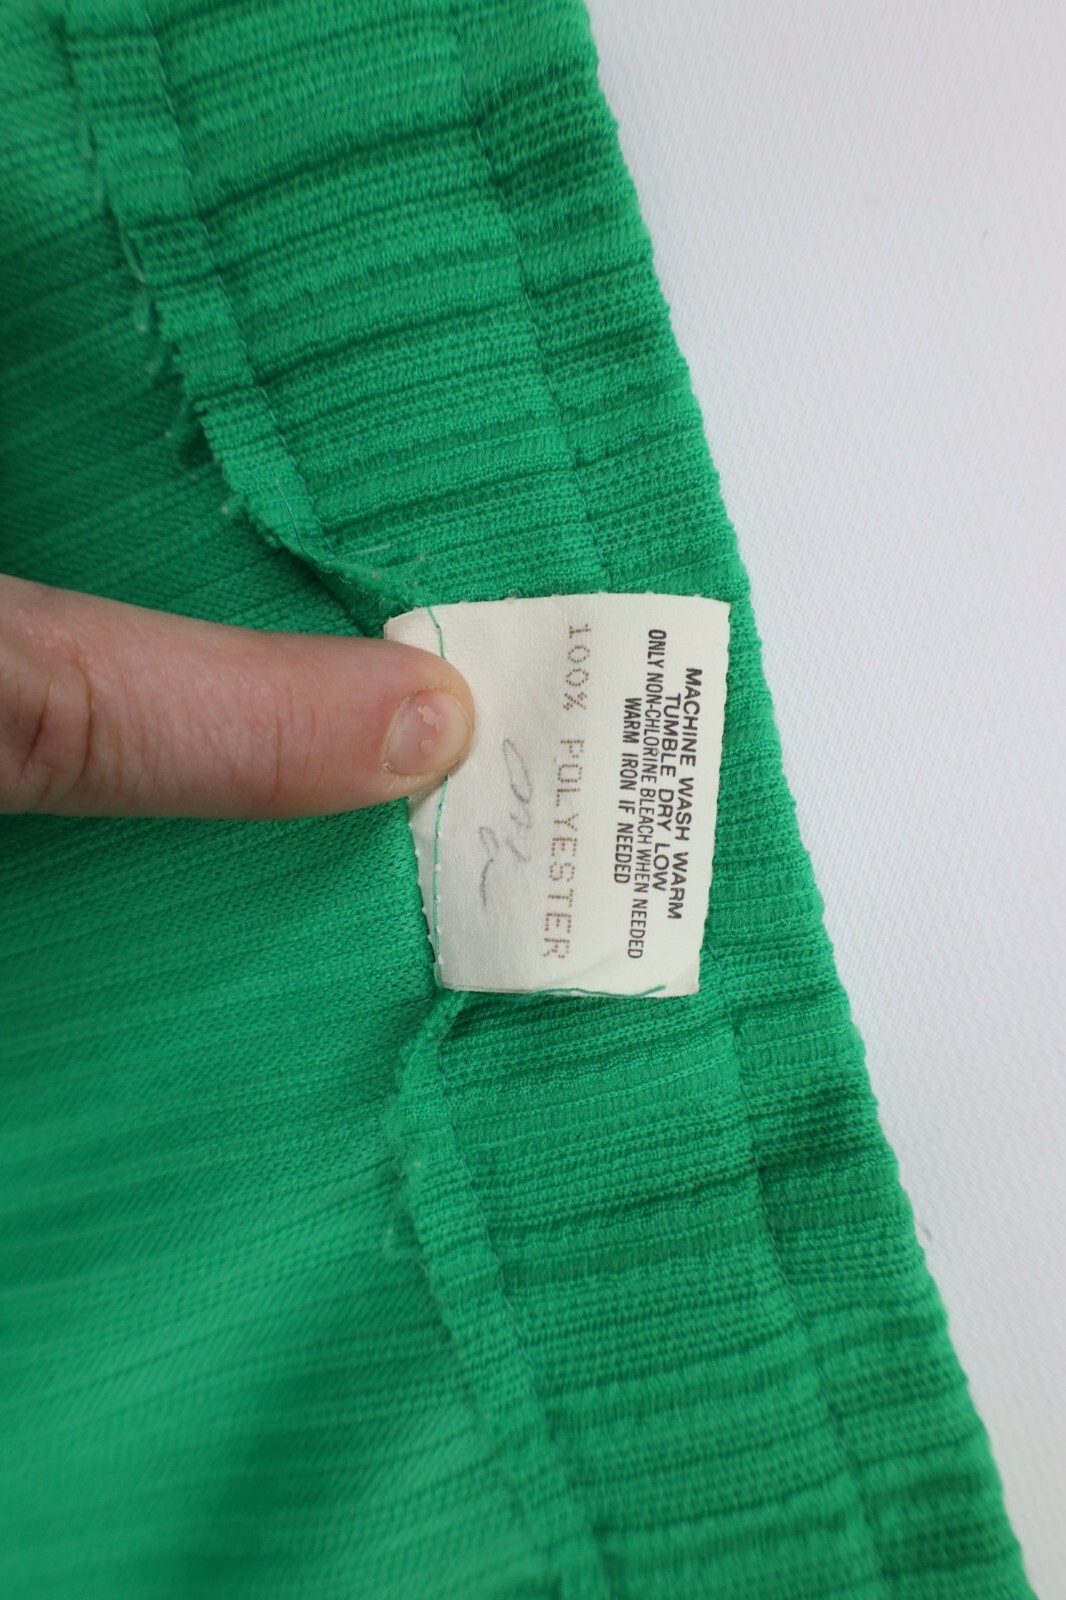 MACHINE WASH WARM
TUMBLE DRY LOW
ONLY NON-CHLORINE BLEACH WHEN NEEDED
WARM IRON IF NEEDED
100% POLYESTER